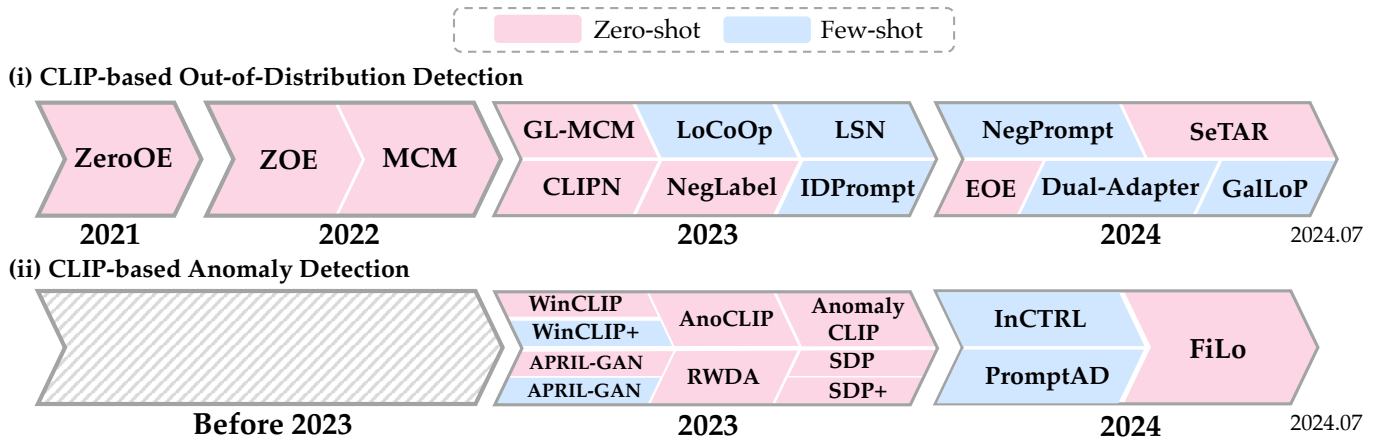 Zero-shot Few-shot
(i) CLIP-based Out-of-Distribution Detection
ZeroOE ZOE MCM GL-MCM LoCoOp LSN NegPrompt SeTAR
CLIPN NegLabel IDPrompt EOE Dual-Adapter GalLoP
2021 2022 2023 2024 2024.07
(ii) CLIP-based Anomaly Detection
WinCLIP AnoCLIP Anomaly CLIP InCTRL FiLo
WinCLIP+
APRIL-GAN RWDA SDP PromptAD
APRIL-GAN SDP+
Before 2023 2023 2024 2024.07